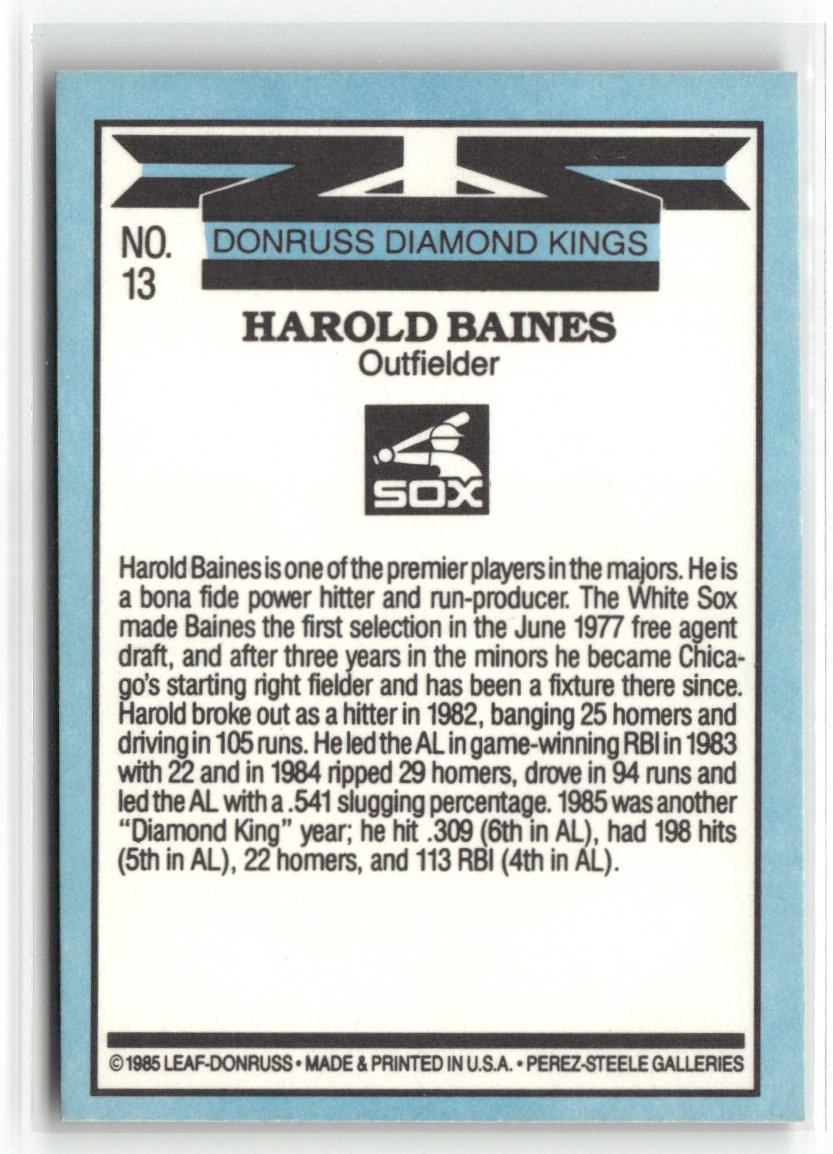 NO.
13
DONRUSS DIAMOND KINGS
HAROLD BAINES
Outfielder
SOX
Harold Baines is one of the premier players in the majors. He is
a bona fide power hitter and run-producer. The White Sox
made Baines the first selection in the June 1977 free agent
draft, and after three years in the minors he became Chica-
go's starting right fielder and has been a fixture there since.
Harold broke out as a hitter in 1982, banging 25 homers and
driving in 105 runs. He led the AL in game-winning RBI in 1983
with 22 and in 1984 ripped 29 homers, drove in 94 runs and
led the AL with a .541 slugging percentage. 1985 was another
"Diamond King" year; he hit .309 (6th in AL), had 198 hits
(5th in AL), 22 homers, and 113 RBI (4th in AL).
© 1985 LEAF-DONRUSS • MADE & PRINTED IN U.S.A. • PEREZ-STEELE GALLERIES